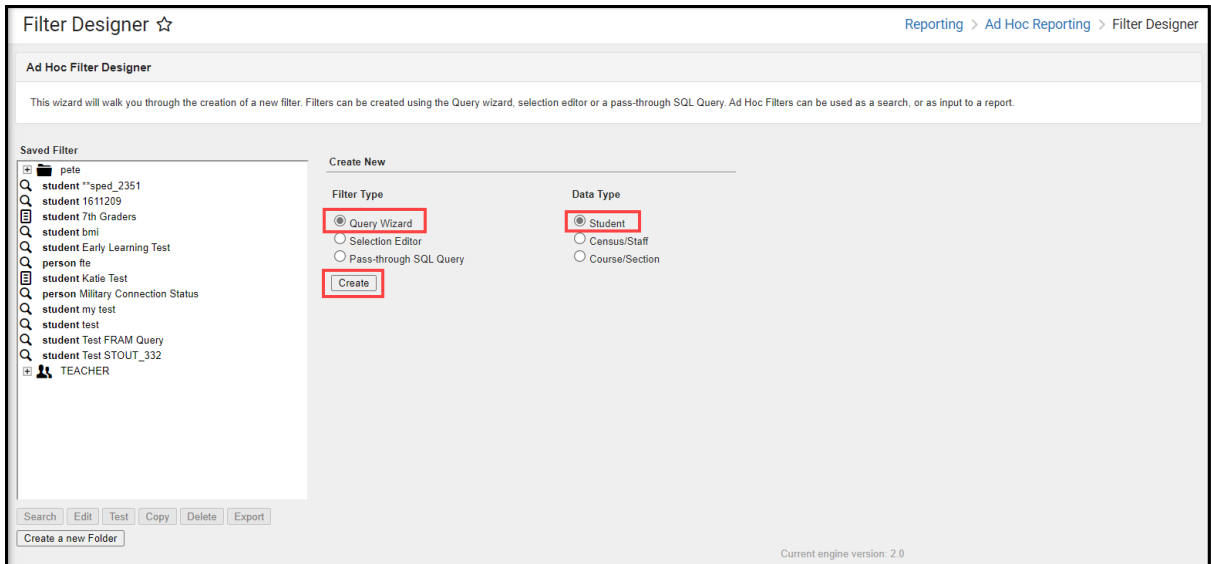 Filter Designer
Reporting > Ad Hoc Reporting > Filter Designer
Ad Hoc Filter Designer
This wizard will walk you through the creation of a new filter. Filters can be created using the Query wizard, selection editor or a pass-through SQL Query. Ad Hoc Filters can be used as a search, or as input to a report.
Saved Filter
pete
student **sped_2351
student 1611209
student 7th Graders
student bmi
student Early Learning Test
person fte
student Katie Test
person Military Connection Status
student my test
student test
student Test FRAM Query
student Test STOUT_332
TEACHER
Search Edit Test Copy Delete Export
Create a new Folder
Create New
Filter Type Data Type
Query Wizard Student
Selection Editor Census/Staff
Pass-through SQL Query Course/Section
Create
Current engine version: 2.0